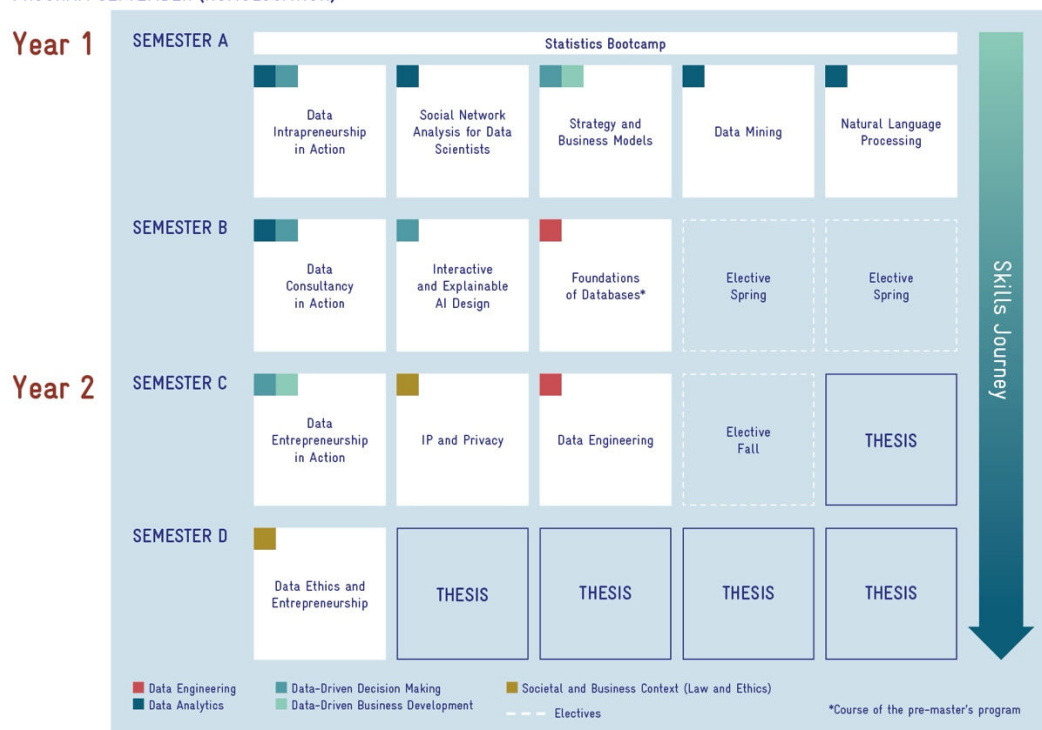 Year 1
SEMESTER A
Statistics Bootcamp
Data
Intrapreneurship
in Action
Social Network
Analysis for Data
Scientists
Strategy and
Business Models
Data Mining
Natural Language
Processing
SEMESTER B
Data
Consultancy
in Action
Interactive
and Explainable
AI Design
Foundations
of Databases*
Elective
Spring
Elective
Spring
Skills Journey
Year 2
SEMESTER C
Data
Entrepreneurship
in Action
IP and Privacy
Data Engineering
Elective
Fall
THESIS
SEMESTER D
Data Ethics and
Entrepreneurship
THESIS
THESIS
THESIS
THESIS
Data Engineering
Data-Driven Decision Making
Societal and Business Context (Law and Ethics)
Data Analytics
Data-Driven Business Development
Electives
*Course of the pre-master's program